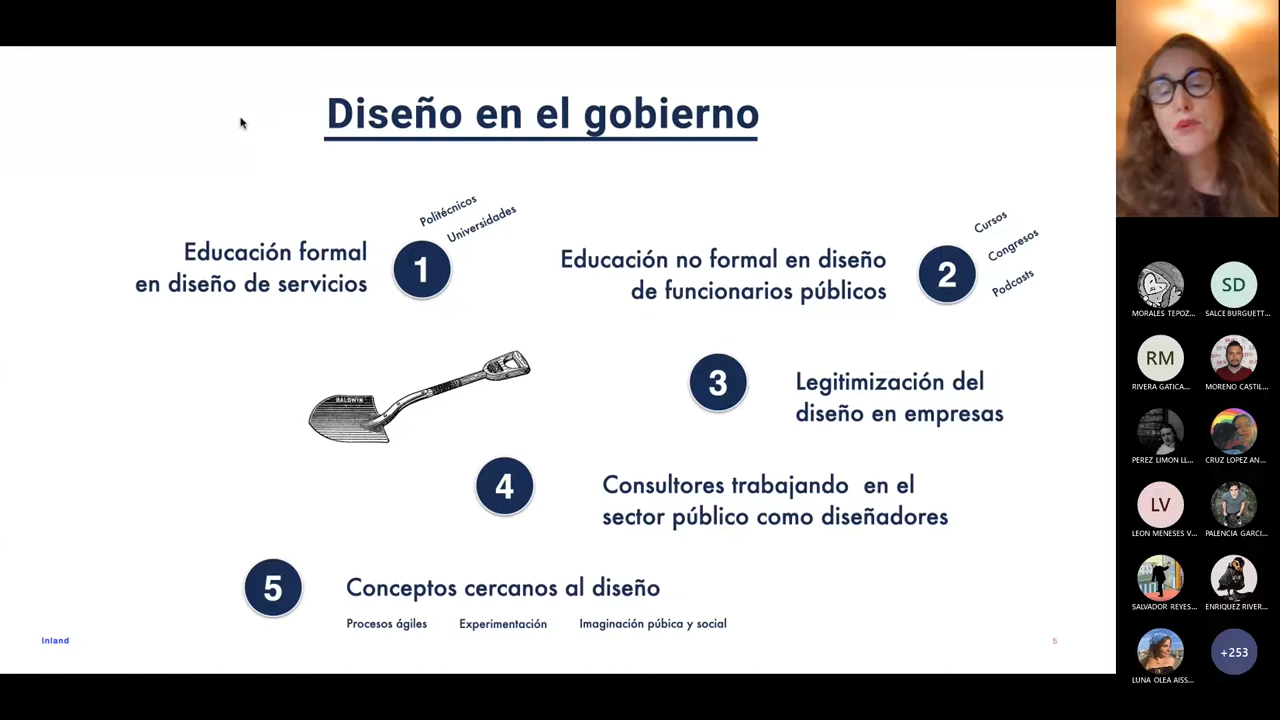 Diseño en el gobierno
Politécnicos
Universidades
Educación formal
en diseño de servicios
1
Cursos
Congresos
Podcasts
Educación no formal en diseño
de funcionarios públicos
2
3
Legitimización del
diseño en empresas
BALDWIN
4
Consultores trabajando en el
sector público como diseñadores
5
Conceptos cercanos al diseño
Procesos ágiles
Experimentación
Imaginación púbica y social
Inland
5
MORALES TEPOZ...
SD
SALCE BURGUETT...
RM
RIVERA GATICA...
MORENO CASTIL...
PEREZ LIMON LL...
CRUZ LOPEZ AN...
LV
LEON MENESES V...
PALENCIA GARCI...
SALVADOR REYES...
ENRIQUEZ RIVER...
LUNA OLEA AISS...
+253